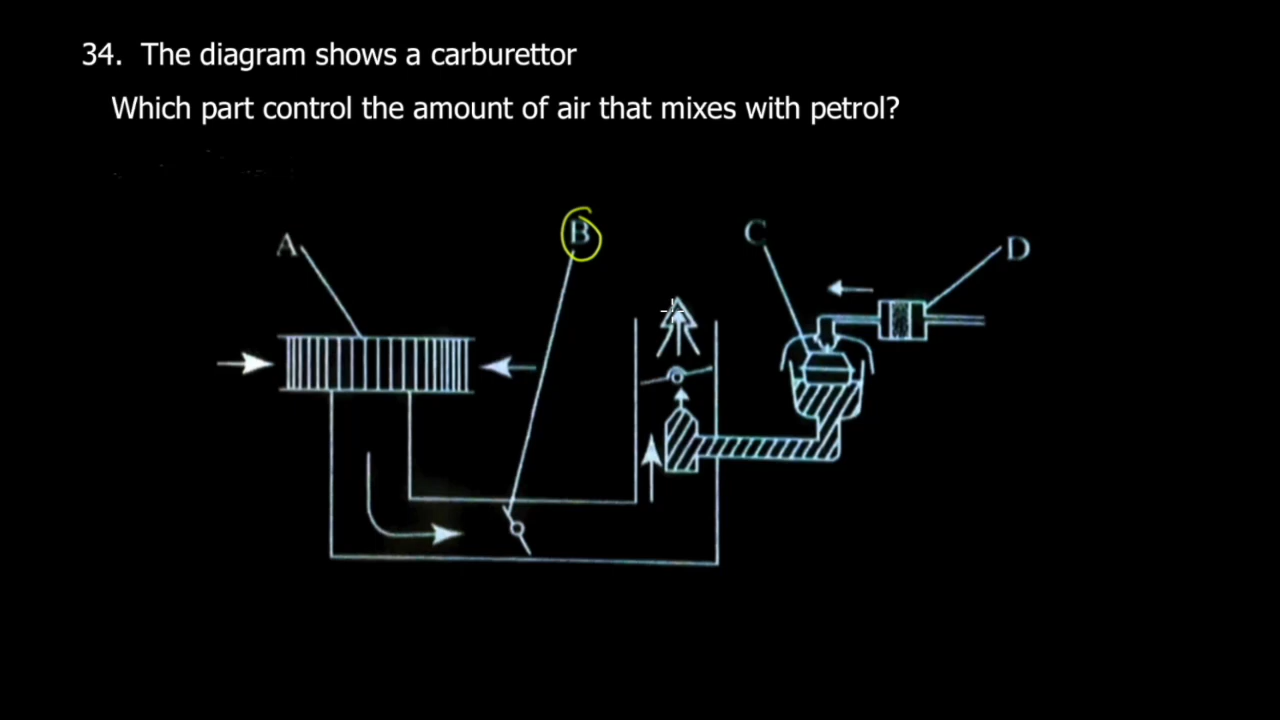 34. The diagram shows a carburettor
Which part control the amount of air that mixes with petrol?
A
B
C
D